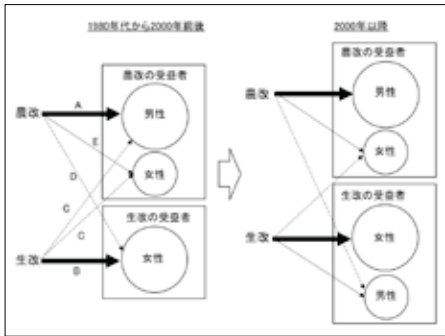 1980年代から2000年前後
農改の受益者
農改
A
男性
E
女性
D
G
C
生改の受益者
生改
女性
B
2000年以降
農改の受益者
農改
男性
女性
生改の受益者
生改
女性
男性